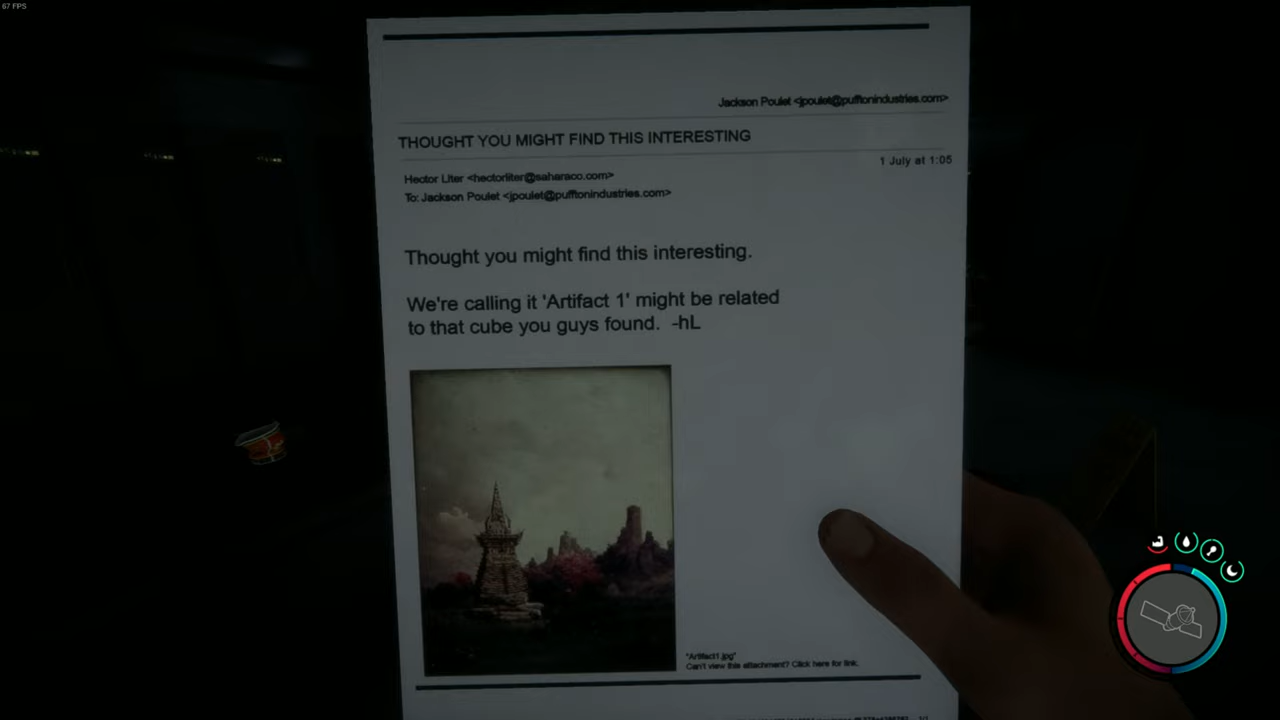 67 FPS
Jackson Poulet <jpoulet@pufftonindustries.com>
THOUGHT YOU MIGHT FIND THIS INTERESTING
1 July at 1:05
Hector Liter <hectorliter@saharaco.com>
To: Jackson Poulet <jpoulet@pufftonindustries.com>
Thought you might find this interesting.
We're calling it 'Artifact 1' might be related
to that cube you guys found. -hL
"Artifact1.jpg"
Can't view this attachment? Click here for link.